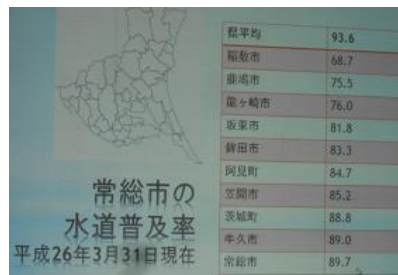 県平均 93.6
稲敷市 68.7
鹿嶋市 75.5
龍ヶ崎市 76.0
坂東市 81.8
鉾田市 83.3
阿見町 84.7
笠間市 85.2
茨城町 88.8
牛久市 89.0
常総市 89.7
常総市の
水道普及率
平成26年3月31日現在